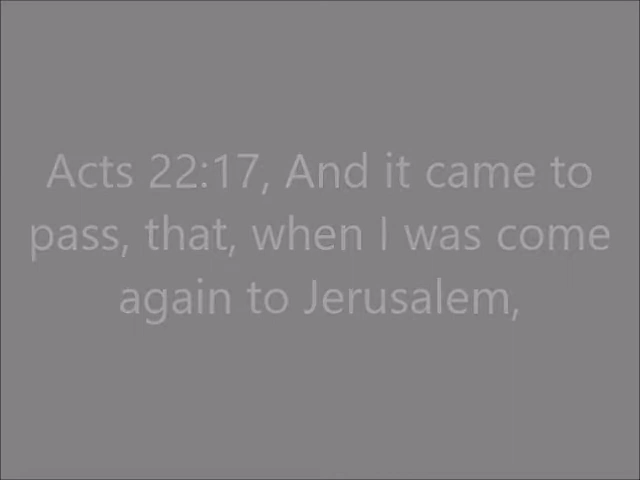 Acts 22:17, And it came to
pass, that, when I was come
again to Jerusalem,